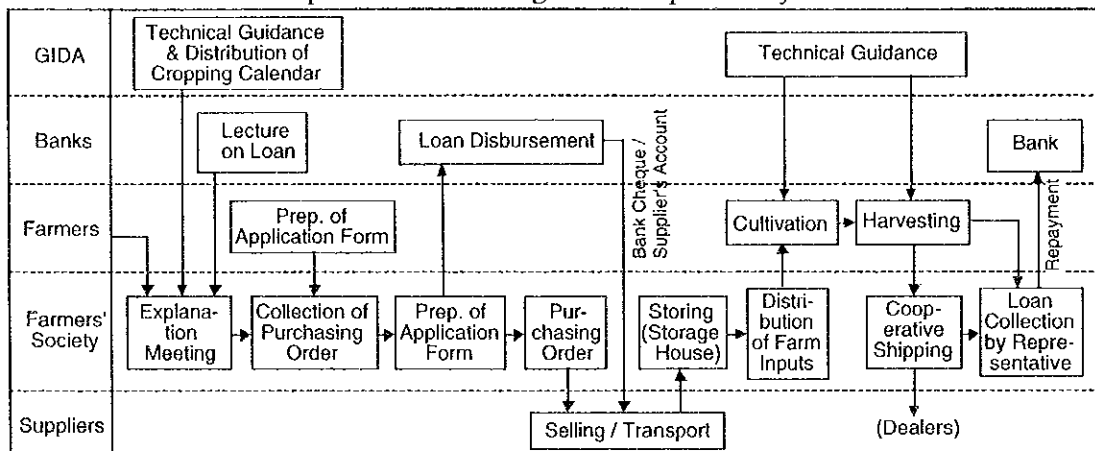 GIDA
Technical Guidance
& Distribution of
Cropping Calendar
Technical Guidance
Banks
Lecture
on Loan
Loan Disbursement
Bank Cheque /
Supplier's Account
Bank
Farmers
Prep. of
Application Form
Cultivation
Harvesting
Repayment
Farmers'
Society
Explana-
tion
Meeting
Collection of
Purchasing
Order
Prep. of
Application
Form
Pur-
chasing
Order
Storing
(Storage
House)
Distri-
bution
of Farm
Inputs
Coop-
erative
Shipping
Loan
Collection
by Repre-
sentative
Suppliers
Selling / Transport
(Dealers)